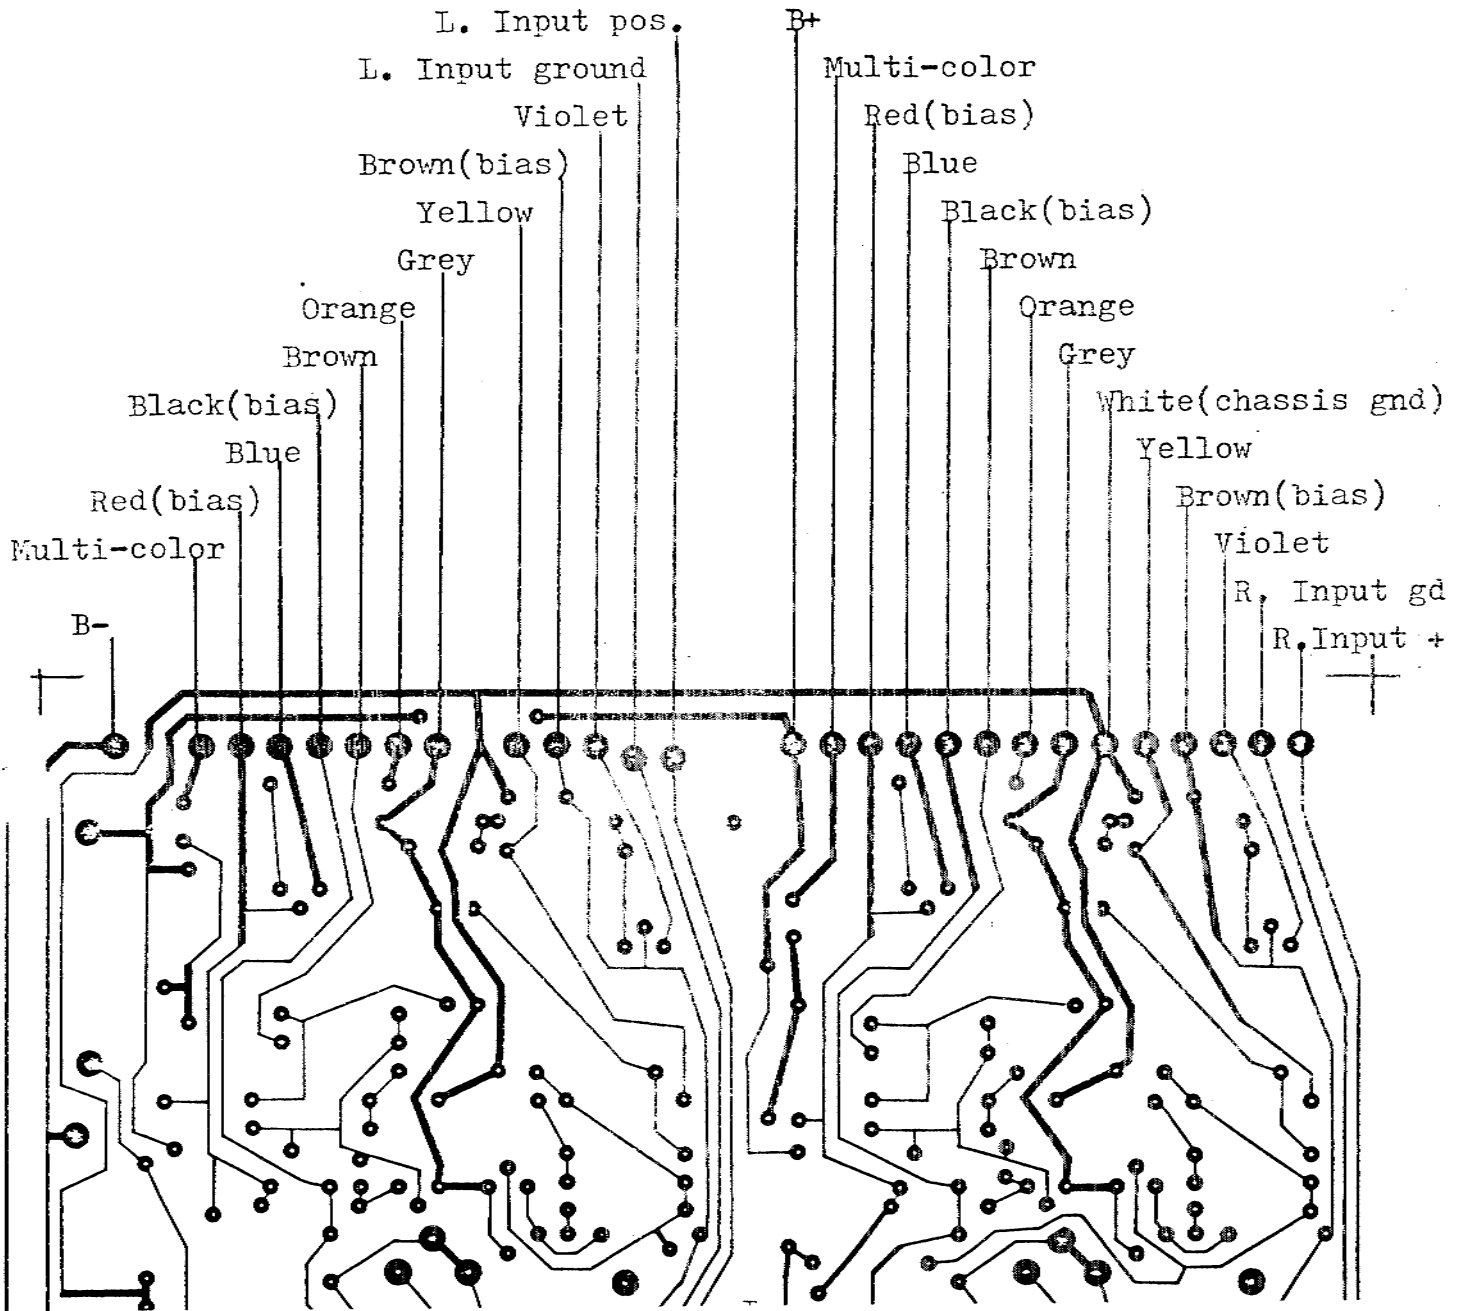 L. Input pos.
L. Input ground
Violet
Brown(bias)
Yellow
Grey
Orange
Brown
Black(bias)
Blue
Red(bias)
Multi-color
B-
B+
Multi-color
Red(bias)
Blue
Black(bias)
Brown
Orange
Grey
White(chassis gnd)
Yellow
Brown(bias)
Violet
R. Input gd
R.Input +